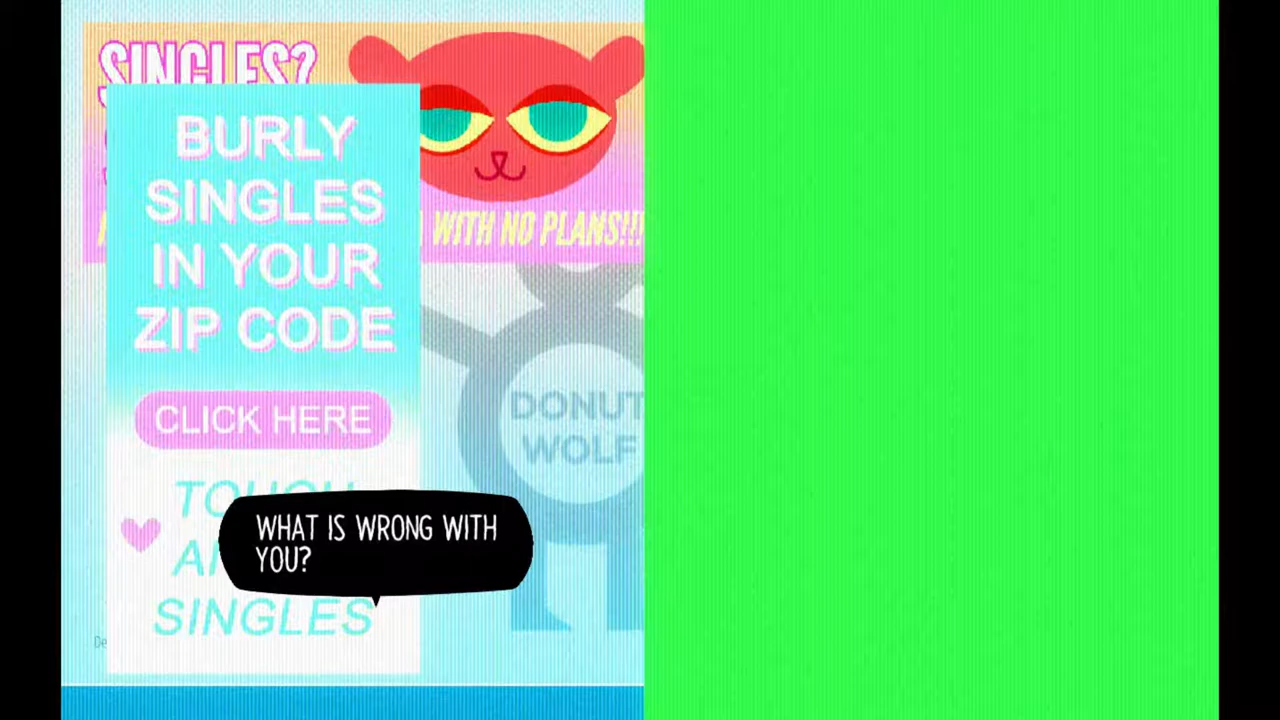 SINGLES?
BURLY
SINGLES
IN YOUR
ZIP CODE
WITH NO PLANS!!!
CLICK HERE
DONUT
WOLF
WHAT IS WRONG WITH
YOU?
SINGLES